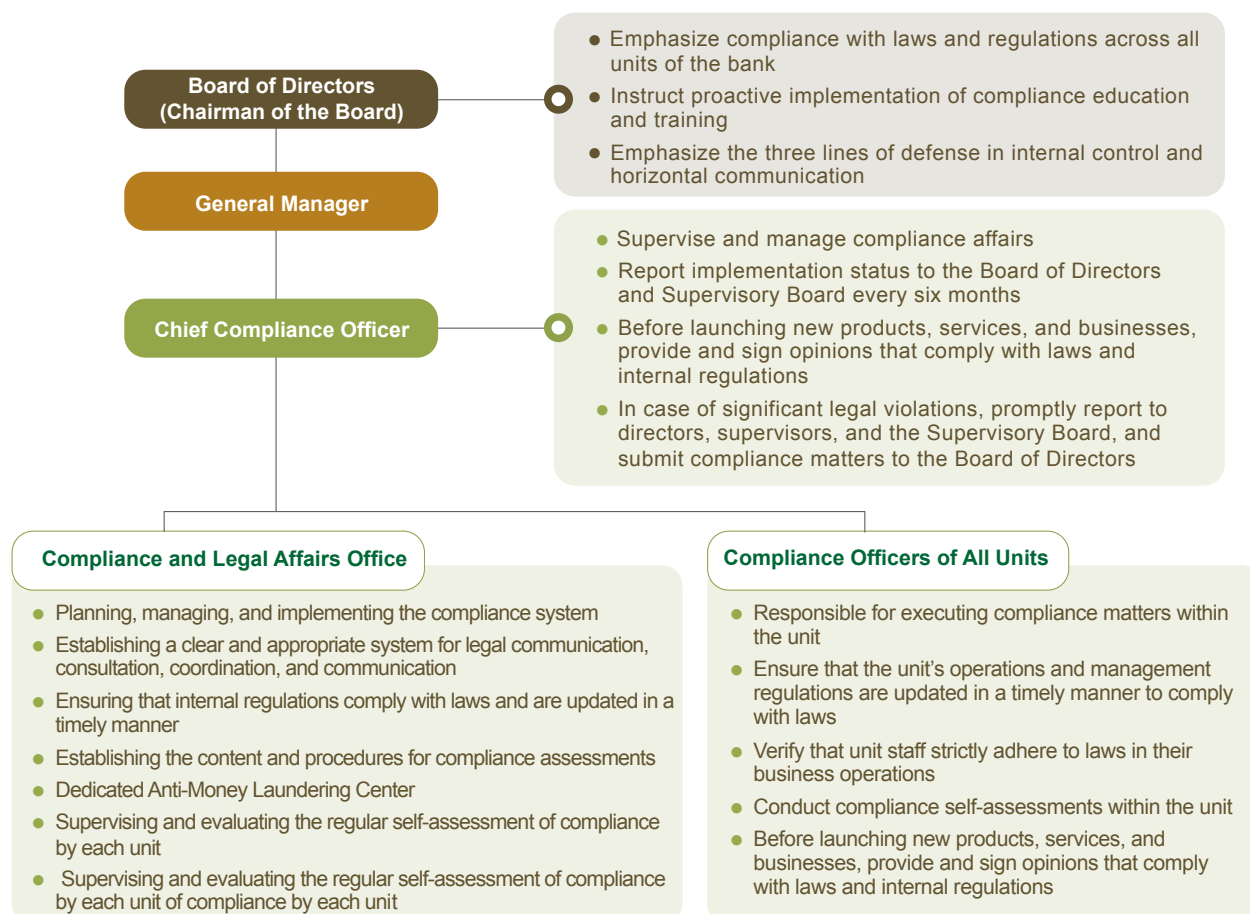 Board of Directors
(Chairman of the Board)
● Emphasize compliance with laws and regulations across all
units of the bank
● Instruct proactive implementation of compliance education
and training
● Emphasize the three lines of defense in internal control and
horizontal communication
General Manager
Chief Compliance Officer
● Supervise and manage compliance affairs
● Report implementation status to the Board of Directors
and Supervisory Board every six months
● Before launching new products, services, and businesses,
provide and sign opinions that comply with laws and
internal regulations
● In case of significant legal violations, promptly report to
directors, supervisors, and the Supervisory Board, and
submit compliance matters to the Board of Directors
Compliance and Legal Affairs Office
● Planning, managing, and implementing the compliance system
● Establishing a clear and appropriate system for legal communication,
consultation, coordination, and communication
● Ensuring that internal regulations comply with laws and are updated in a
timely manner
● Establishing the content and procedures for compliance assessments
● Dedicated Anti-Money Laundering Center
● Supervising and evaluating the regular self-assessment of compliance
by each unit
● Supervising and evaluating the regular self-assessment of compliance
by each unit of compliance by each unit
Compliance Officers of All Units
● Responsible for executing compliance matters within
the unit
● Ensure that the unit's operations and management
regulations are updated in a timely manner to comply
with laws
● Verify that unit staff strictly adhere to laws in their
business operations
● Conduct compliance self-assessments within the unit
● Before launching new products, services, and
businesses, provide and sign opinions that comply
with laws and internal regulations